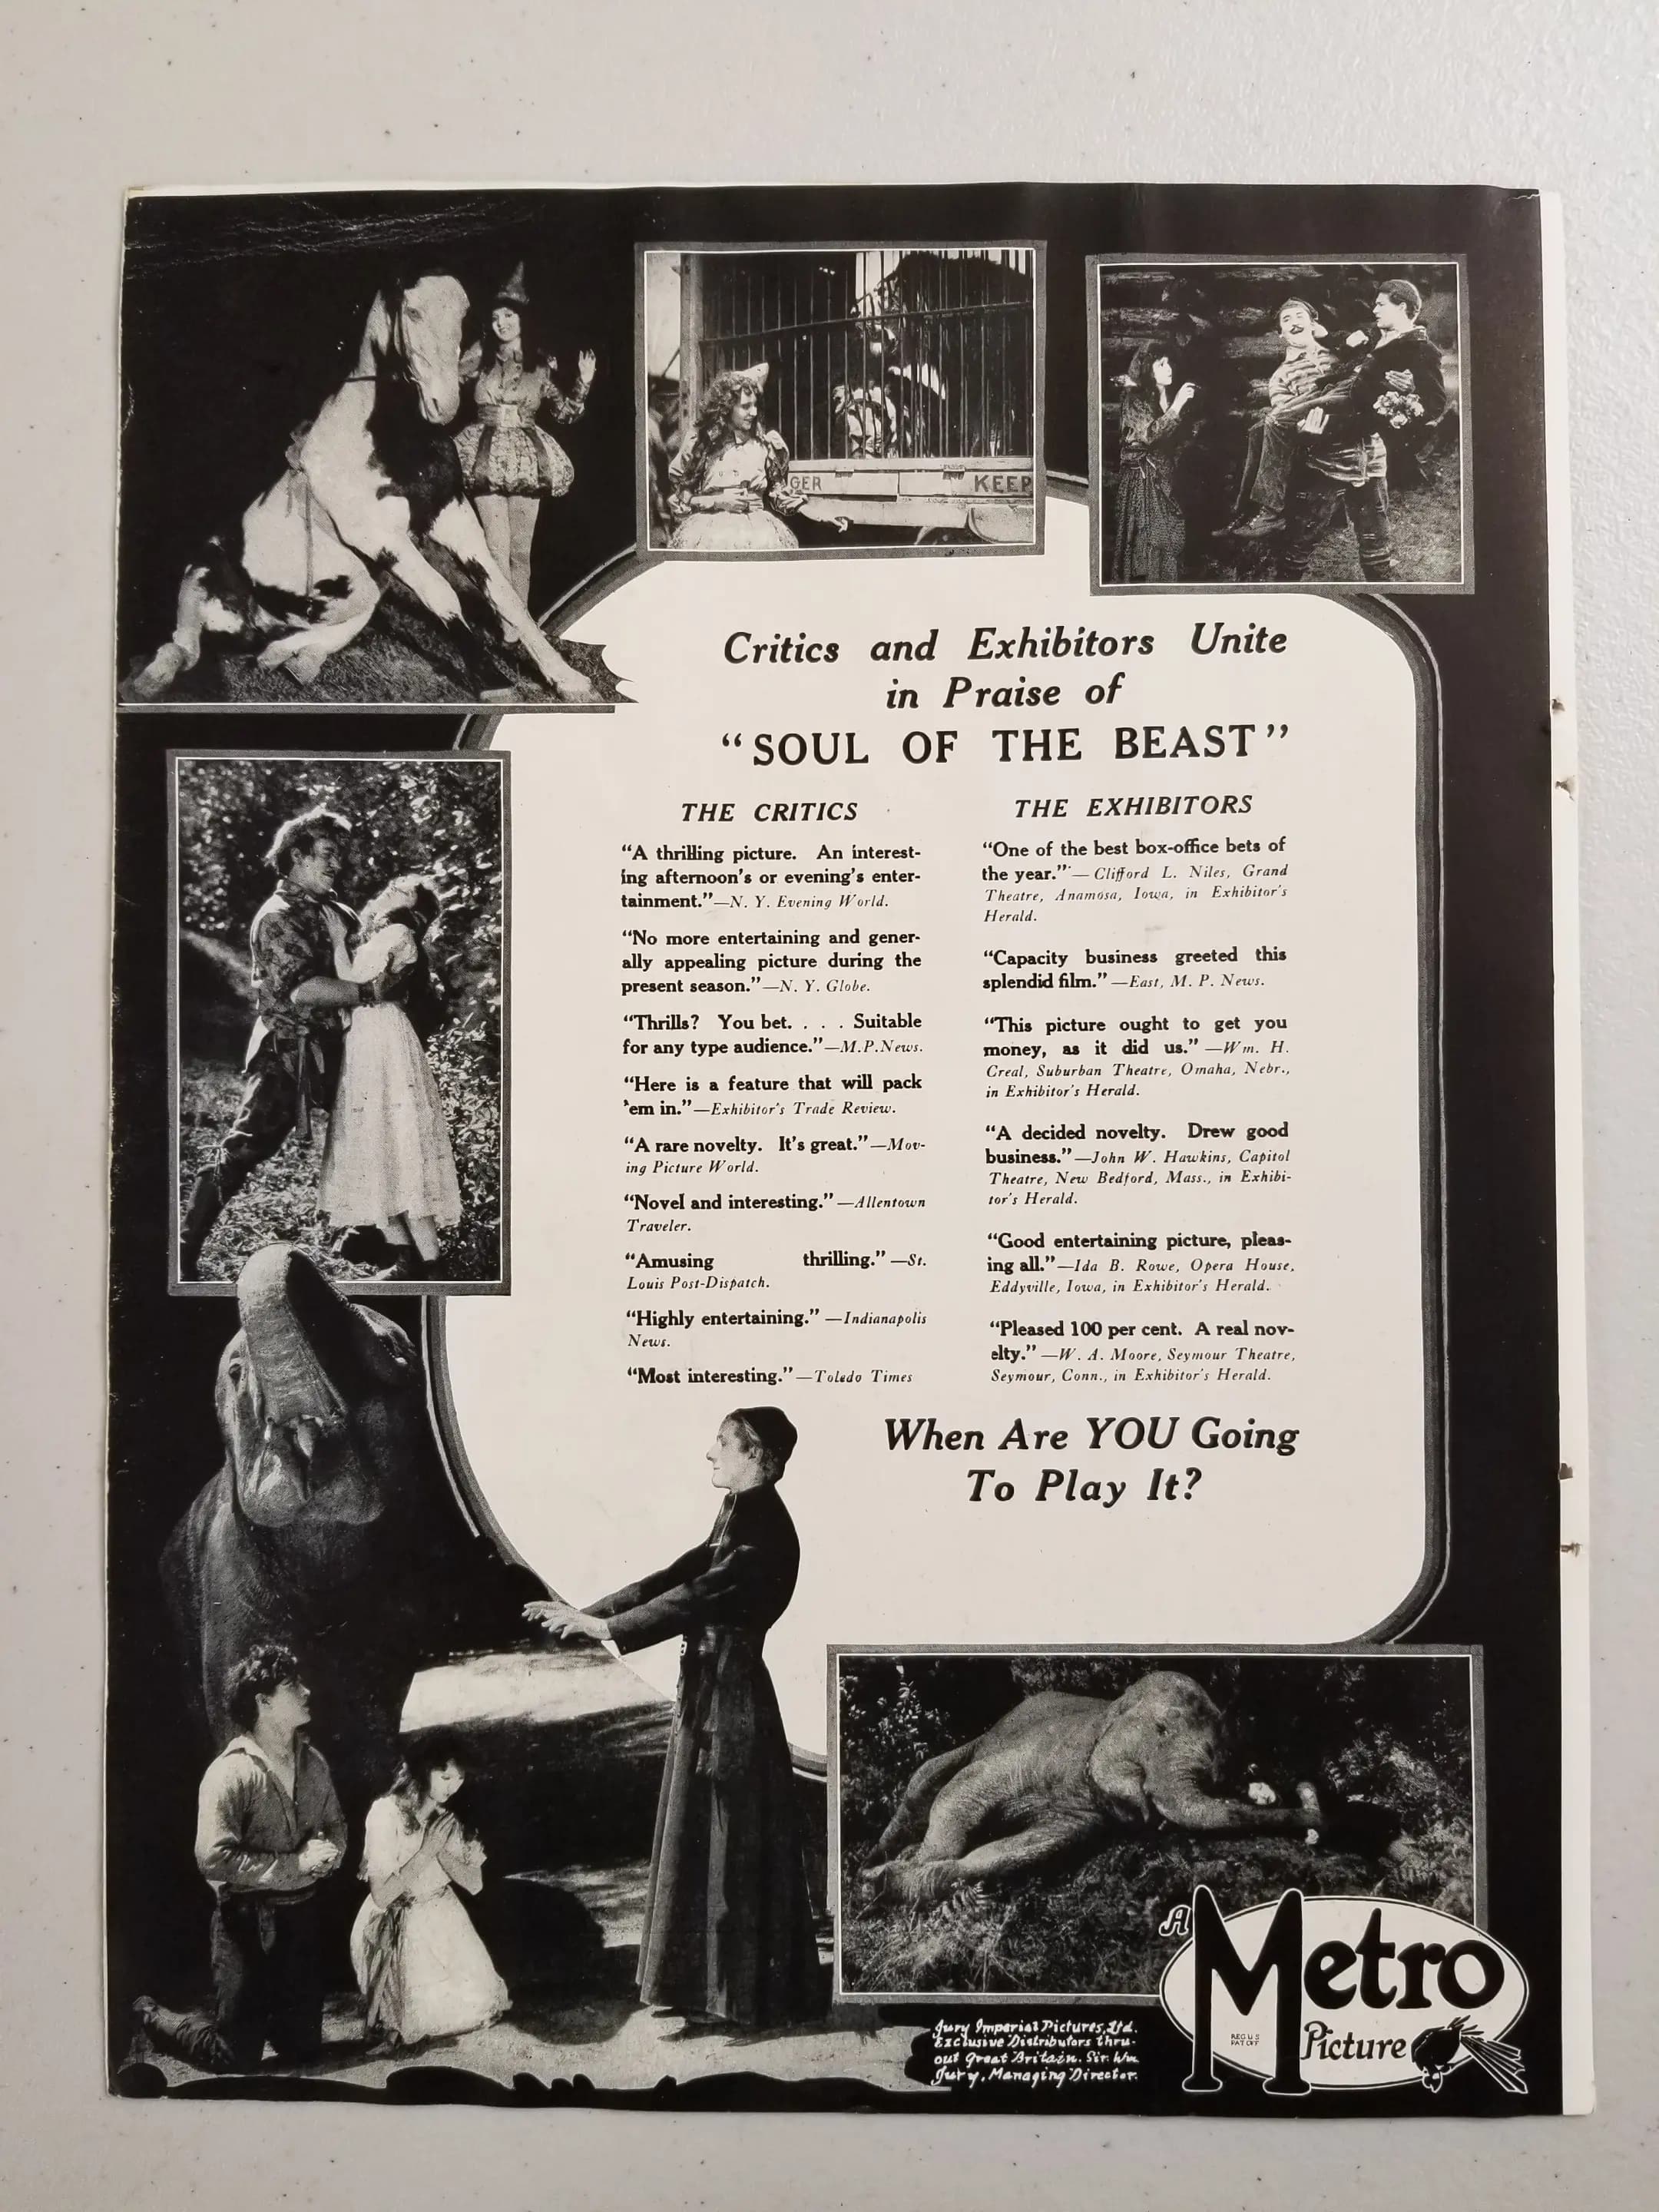 GER KEEP
Critics and Exhibitors Unite
in Praise of
“SOUL OF THE BEAST”
THE CRITICS
“A thrilling picture. An interest-
ing afternoon's or evening's enter-
tainment.”—N. Y. Evening World.
“No more entertaining and gener-
ally appealing picture during the
present season.”—N. Y. Globe.
“Thrills? You bet. . . . Suitable
for any type audience.”—M.P.News.
“Here is a feature that will pack
'em in.”—Exhibitor's Trade Review.
“A rare novelty. It's great.”—Mov-
ing Picture World.
“Novel and interesting.”—Allentown
Traveler.
“Amusing thrilling.”—St.
Louis Post-Dispatch.
“Highly entertaining.” —Indianapolis
News.
“Most interesting.”—Toledo Times
THE EXHIBITORS
“One of the best box-office bets of
the year.”— Clifford L. Niles, Grand
Theatre, Anamosa, Iowa, in Exhibitor's
Herald.
“Capacity business greeted this
splendid film.” —East, M. P. News.
“This picture ought to get you
money, as it did us.” —Wm. H.
Creal, Suburban Theatre, Omaha, Nebr.,
in Exhibitor's Herald.
“A decided novelty. Drew good
business.”—John W. Hawkins, Capitol
Theatre, New Bedford, Mass., in Exhibi-
tor's Herald.
“Good entertaining picture, pleas-
ing all.”—Ida B. Rowe, Opera House,
Eddyville, Iowa, in Exhibitor's Herald.
“Pleased 100 per cent. A real nov-
elty.” —W. A. Moore, Seymour Theatre,
Seymour, Conn., in Exhibitor's Herald.
When Are YOU Going
To Play It?
Jury Imperial Pictures, Ltd.
Exclusive Distributors thru-
out Great Britain. Sir Wm
Jury, Managing Director.
A Metro
Picture
REG U S
PAT OFF